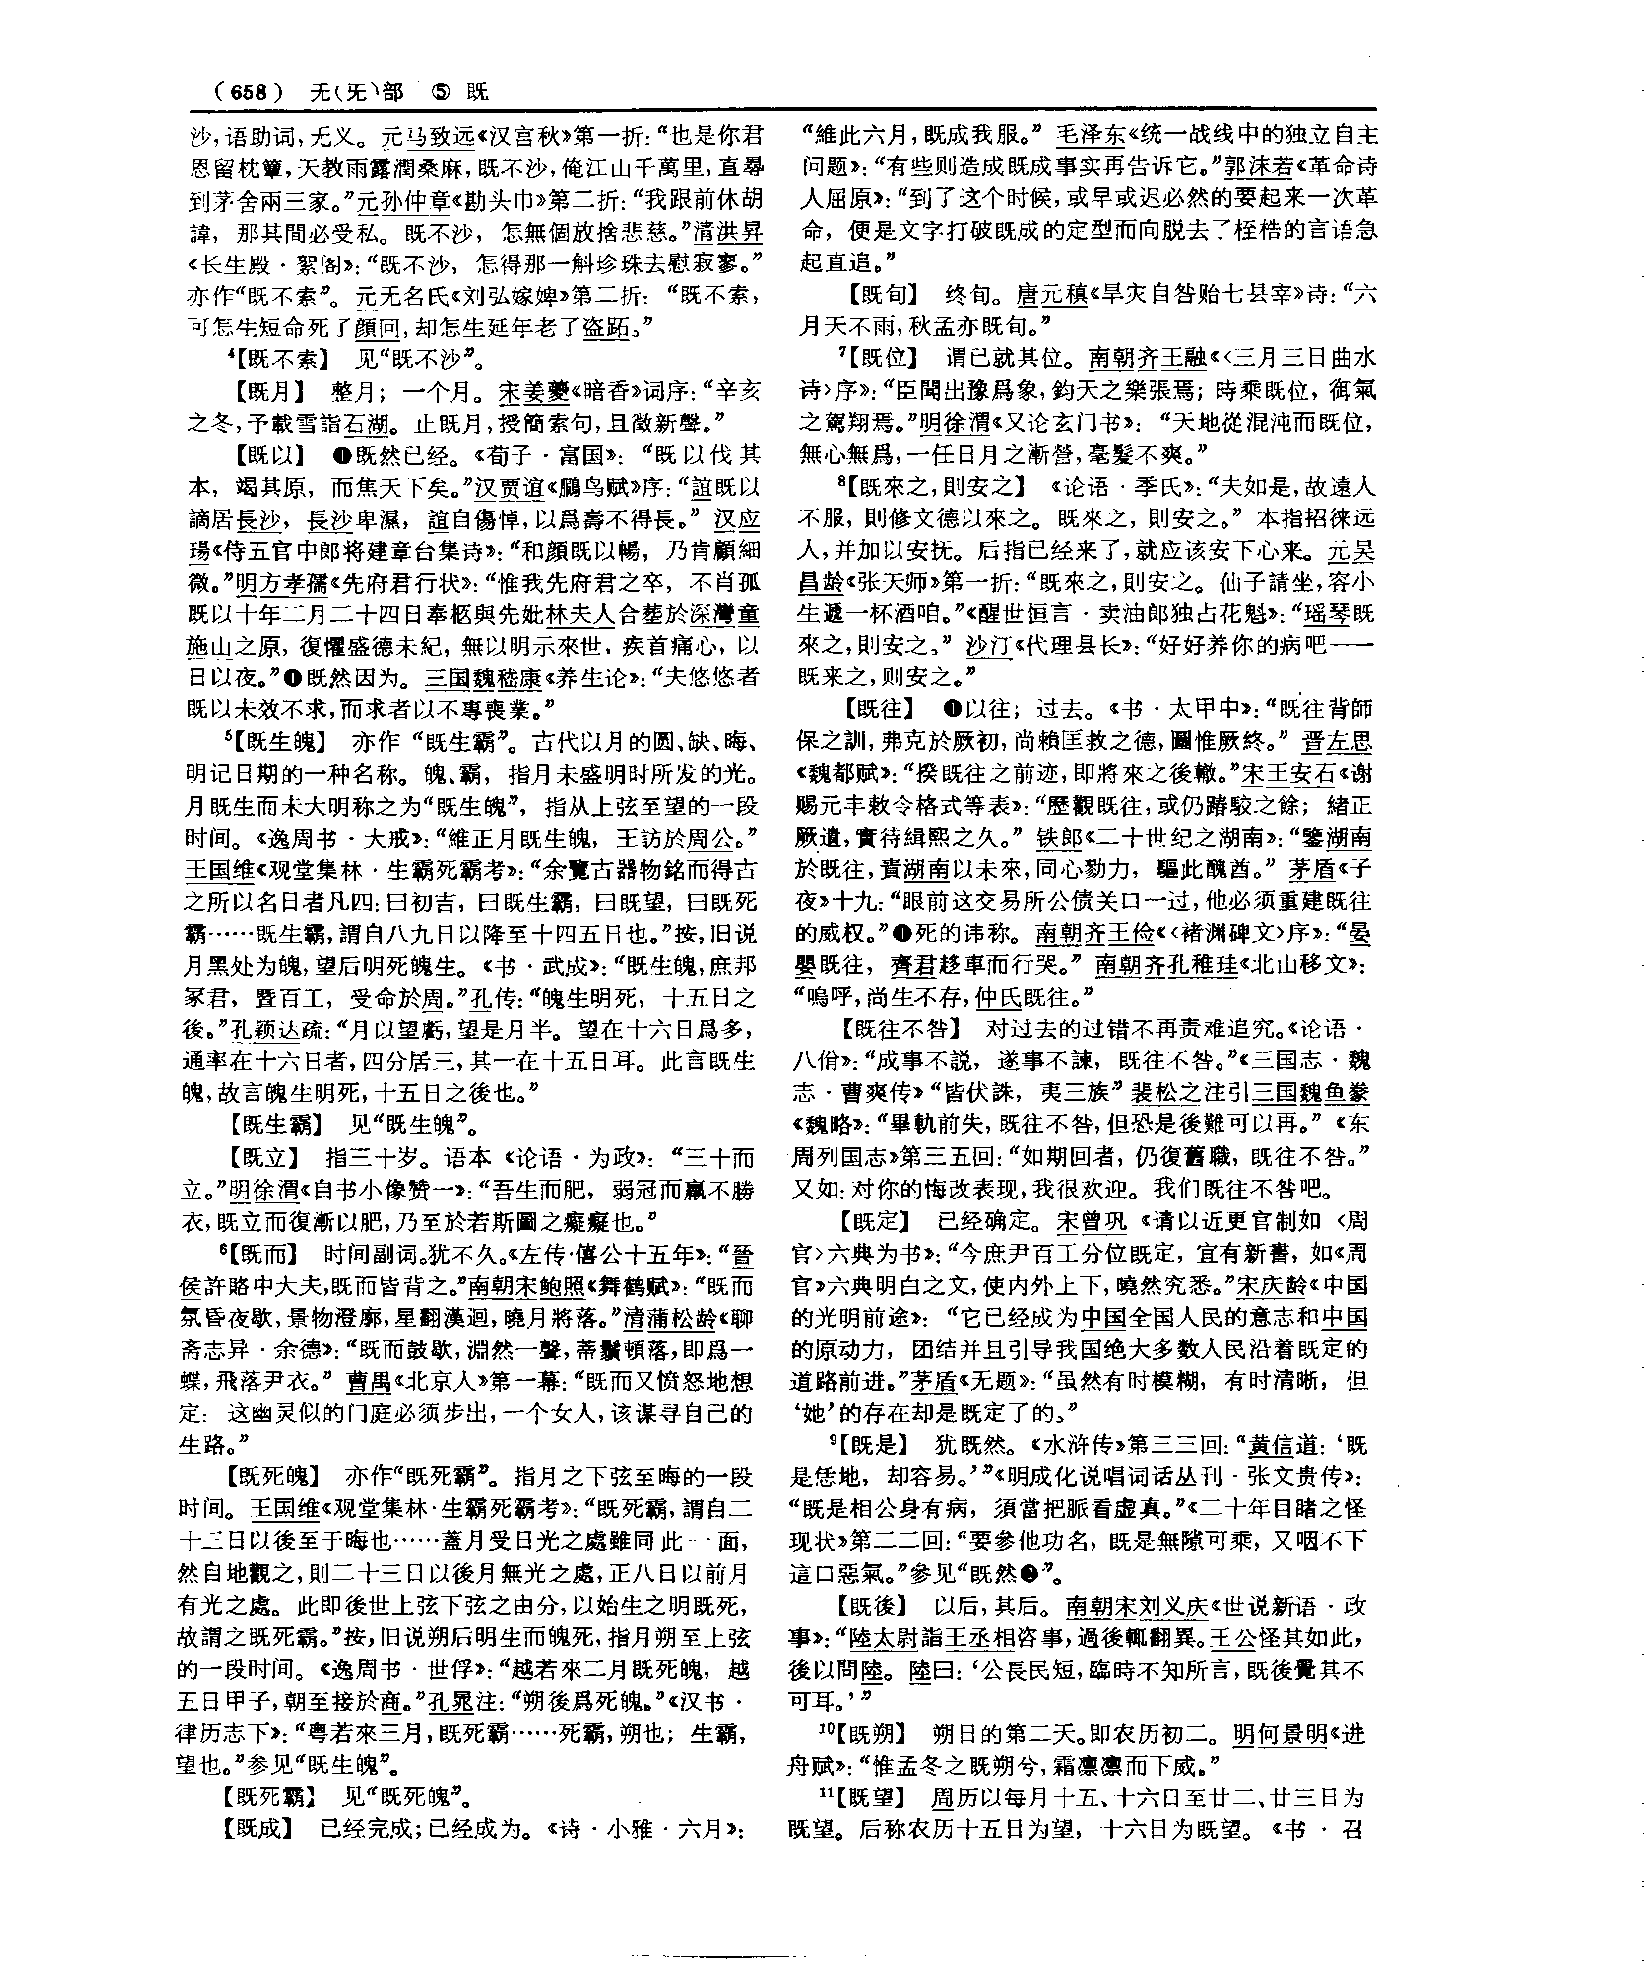 （658） 无(旡)部 ⑤ 既
沙，语助词，无义。元马致远《汉宫秋》第一折：“也是你君
恩留枕簟，天教雨露潤桑麻，既不沙，俺江山千萬里，直尋
到茅舍兩三家。”元孙仲章《勘头巾》第二折：“我跟前休胡
諱，那其間必受私。既不沙，怎無個放捨悲慈。”清洪昇
《长生殿·絮阁》：“既不沙，怎得那一斛珍珠去慰寂寥。”
亦作“既不索”。元无名氏《刘弘嫁婢》第二折：“既不索，
可怎生短命死了顔回，却怎生延年老了盗跖。”
⁴【既不索】 见“既不沙”。
【既月】 整月；一个月。宋姜夔《暗香》词序：“辛亥
之冬，予載雪詣石湖。止既月，授簡索句，且徵新聲。”
【既以】 ❶既然已经。《荀子·富国》：“既以伐其
本，竭其原，而焦天下矣。”汉贾谊《鵩鸟赋》序：“誼既以
謫居長沙，長沙卑濕，誼自傷悼，以爲壽不得長。”汉应
瑒《侍五官中郎将建章台集诗》：“和顔既以暢，乃肯顧細
微。”明方孝孺《先府君行状》：“惟我先府君之卒，不肖孤
既以十年二月二十四日奉柩與先妣林夫人合塟於深灣童
施山之原，復懼盛德未紀，無以明示來世，疾首痛心，以
日以夜。”❶既然因为。三国魏嵇康《养生论》：“夫悠悠者
既以未效不求，而求者以不專喪業。”
⁵【既生魄】 亦作“既生霸”。古代以月的圆、缺、晦、
明记日期的一种名称。魄、霸，指月未盛明时所发的光。
月既生而未大明称之为“既生魄”，指从上弦至望的一段
时间。《逸周书·大戒》：“維正月既生魄，王訪於周公。”
王国维《观堂集林·生霸死霸考》：“余覽古器物銘而得古
之所以名日者凡四：曰初吉，曰既生霸，曰既望，曰既死
霸……既生霸，謂自八九日以降至十四五日也。”按，旧说
月黑处为魄，望后明死魄生。《书·武成》：“既生魄，庶邦
冢君，暨百工，受命於周。”孔传：“魄生明死，十五日之
後。”孔颖达疏：“月以望虧，望是月半。望在十六日爲多，
通率在十六日者，四分居三，其一在十五日耳。此言既生
魄，故言魄生明死，十五日之後也。”
【既生霸】 见“既生魄”。
【既立】 指三十岁。语本《论语·为政》：“三十而
立。”明徐渭《自书小像赞一》：“吾生而肥，弱冠而羸不勝
衣，既立而復漸以肥，乃至於若斯圖之癡癡也。”
⁶【既而】 时间副词。犹不久。《左传·僖公十五年》：“晉
侯許賂中大夫，既而皆背之。”南朝宋鲍照《舞鹤赋》：“既而
氛昏夜歇，景物澄廓，星翻漢迴，曉月將落。”清蒲松龄《聊
斋志异·余德》：“既而鼓歇，淵然一聲，蒂鬚頓落，即爲一
蝶，飛落尹衣。”曹禺《北京人》第一幕：“既而又愤怒地想
定：这幽灵似的门庭必须步出，一个女人，该谋寻自己的
生路。”
【既死魄】 亦作“既死霸”。指月之下弦至晦的一段
时间。王国维《观堂集林·生霸死霸考》：“既死霸，謂自二
十三日以後至于晦也……蓋月受日光之處雖同此一面，
然自地觀之，則二十三日以後月無光之處，正八日以前月
有光之處。此即後世上弦下弦之由分，以始生之明既死，
故謂之既死霸。”按，旧说朔后明生而魄死，指月朔至上弦
的一段时间。《逸周书·世俘》：“越若來二月既死魄，越
五日甲子，朝至接於商。”孔晁注：“朔後爲死魄。”《汉书·
律历志下》：“粤若來三月，既死霸……死霸，朔也；生霸，
望也。”参见“既生魄”。
【既死霸】 见“既死魄”。
【既成】 已经完成；已经成为。《诗·小雅·六月》：
“維此六月，既成我服。”毛泽东《统一战线中的独立自主
问题》：“有些则造成既成事实再告诉它。”郭沫若《革命诗
人屈原》：“到了这个时候，或早或迟必然的要起来一次革
命，便是文字打破既成的定型而向脱去了桎梏的言语急
起直追。”
【既旬】 终旬。唐元稹《旱灾自咎贻七县宰》诗：“六
月天不雨，秋孟亦既旬。”
⁷【既位】 谓已就其位。南朝齐王融《〈三月三日曲水
诗〉序》：“臣聞出豫爲象，鈞天之樂張焉；時乘既位，御氣
之駕翔焉。”明徐渭《又论玄门书》：“天地從混沌而既位，
無心無爲，一任日月之漸營，毫髮不爽。”
⁸【既來之，則安之】 《论语·季氏》：“夫如是，故遠人
不服，則修文德以來之。既來之，則安之。”本指招徕远
人，并加以安抚。后指已经来了，就应该安下心来。元吴
昌龄《张天师》第一折：“既來之，則安之。仙子請坐，容小
生遞一杯酒咱。”《醒世恒言·卖油郎独占花魁》：“瑶琴既
來之，則安之。”沙汀《代理县长》：“好好养你的病吧——
既来之，则安之。”
【既往】 ❶以往；过去。《书·太甲中》：“既往背師
保之訓，弗克於厥初，尚賴匡救之德，圖惟厥終。”晋左思
《魏都赋》：“揆既往之前迹，即將來之後轍。”宋王安石《谢
赐元丰敕令格式等表》：“歷觀既往，或仍踳駁之餘；緒正
厥遺，實待緝熙之久。”铁郎《二十世纪之湖南》：“鑒湖南
於既往，責湖南以未來，同心勠力，驅此醜酋。”茅盾《子
夜》十九：“眼前这交易所公债关口一过，他必须重建既往
的威权。”❶死的讳称。南朝齐王俭《〈褚渊碑文〉序》：“晏
嬰既往，齊君趍車而行哭。”南朝齐孔稚珪《北山移文》：
“嗚呼，尚生不存，仲氏既往。”
【既往不咎】 对过去的过错不再责难追究。《论语·
八佾》：“成事不説，遂事不諫，既往不咎。”《三国志·魏
志·曹爽传》“皆伏誅，夷三族”裴松之注引三国魏鱼豢
《魏略》：“畢軌前失，既往不咎，但恐是後難可以再。”《东
周列国志》第三五回：“如期回者，仍復舊職，既往不咎。”
又如：对你的悔改表现，我很欢迎。我们既往不咎吧。
【既定】 已经确定。宋曾巩《请以近更官制如〈周
官〉六典为书》：“今庶尹百工分位既定，宜有新書，如《周
官》六典明白之文，使内外上下，曉然究悉。”宋庆龄《中国
的光明前途》：“它已经成为中国全国人民的意志和中国
的原动力，团结并且引导我国绝大多数人民沿着既定的
道路前进。”茅盾《无题》：“虽然有时模糊，有时清晰，但
‘她’的存在却是既定了的。”
⁹【既是】 犹既然。《水浒传》第三三回：“黄信道：‘既
是恁地，却容易。’”《明成化说唱词话丛刊·张文贵传》：
“既是相公身有病，須當把脈看虚真。”《二十年目睹之怪
现状》第二二回：“要參他功名，既是無隙可乘，又咽不下
這口惡氣。”参见“既然❷”。
【既後】 以后，其后。南朝宋刘义庆《世说新语·政
事》：“陸太尉詣王丞相咨事，過後輒翻異。王公怪其如此，
後以問陸。陸曰：‘公長民短，臨時不知所言，既後覺其不
可耳。’”
¹⁰【既朔】 朔日的第二天。即农历初二。明何景明《进
舟赋》：“惟孟冬之既朔兮，霜凛凛而下威。”
¹¹【既望】 周历以每月十五、十六日至廿二、廿三日为
既望。后称农历十五日为望，十六日为既望。《书·召